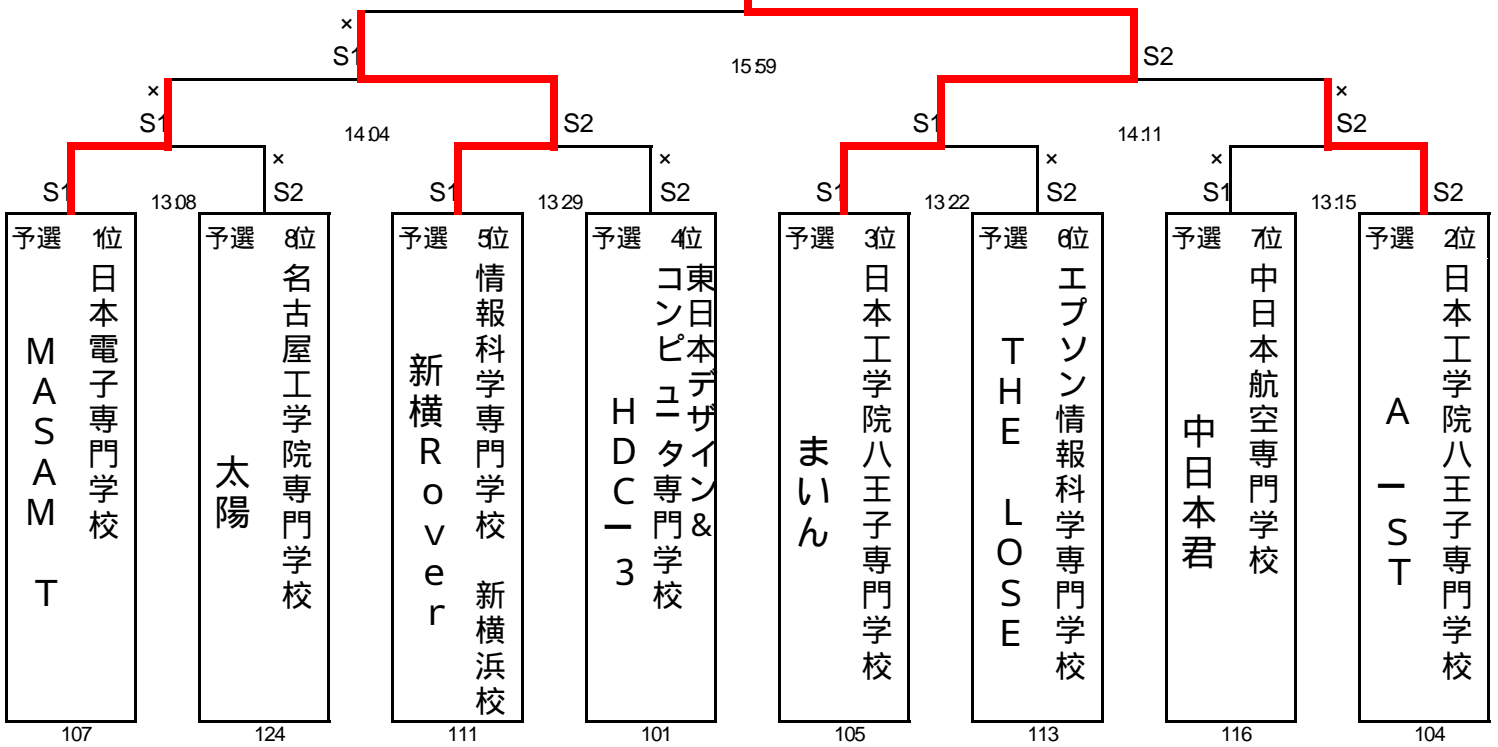 ×
S1
15:59
S2
×
S1
14:04
S2
S1
14:11
×
S2
S1
13:08
×
S2
S1
13:29
×
S2
S1
13:22
×
S2
×
S1
13:15
S2
予選 1位
日本電子専門学校
MASAM T
107
予選 8位
名古屋工学院専門学校
太陽
124
予選 5位
情報科学専門学校 新横浜校
新横Rover
111
予選 4位
東日本デザイン&
コンピュータ専門学校
HDCー3
101
予選 3位
日本工学院八王子専門学校
まいん
105
予選 6位
エプソン情報科学専門学校
THE LOSE
113
予選 7位
中日本航空専門学校
中日本君
116
予選 2位
日本工学院八王子専門学校
A ーST
104